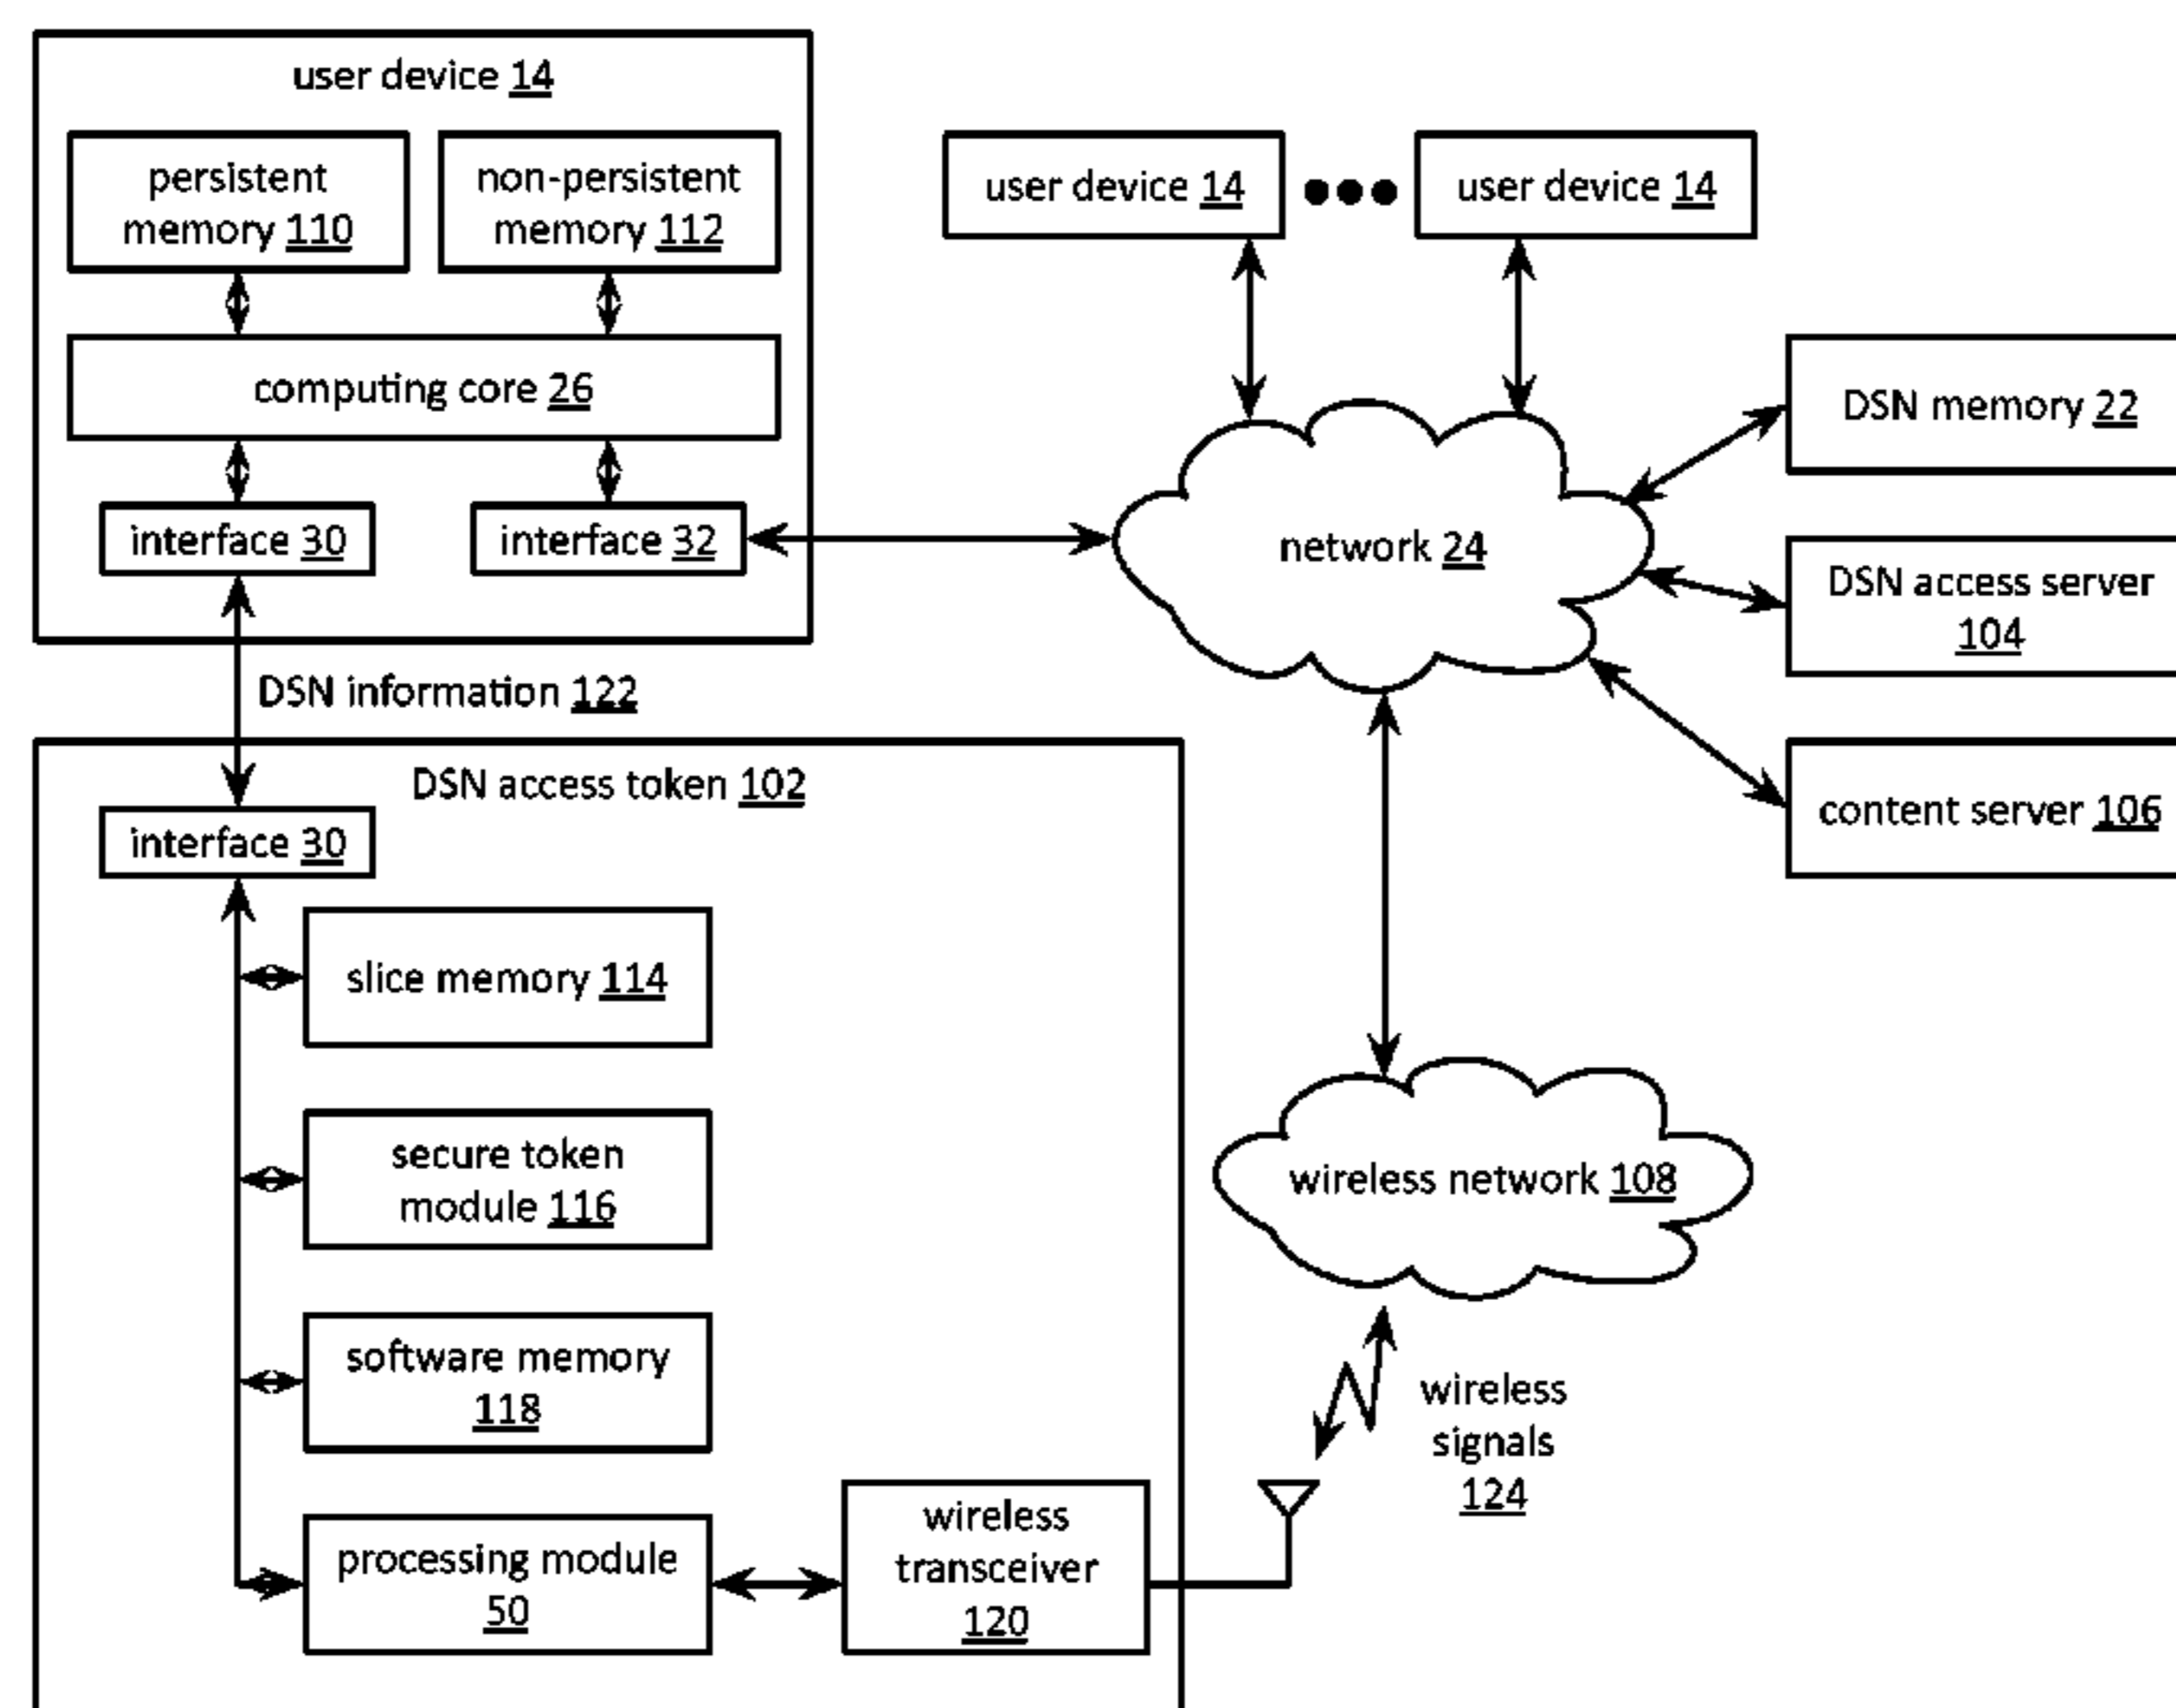 user device 14
persistent
memory 110
non-persistent
memory 112
computing core 26
interface 30
interface 32
user device 14
user device 14
network 24
DSN memory 22
DSN access server
104
content server 106
DSN information 122
DSN access token 102
interface 30
slice memory 114
secure token
module 116
software memory
118
processing module
50
wireless
transceiver
120
wireless network 108
wireless
signals
124